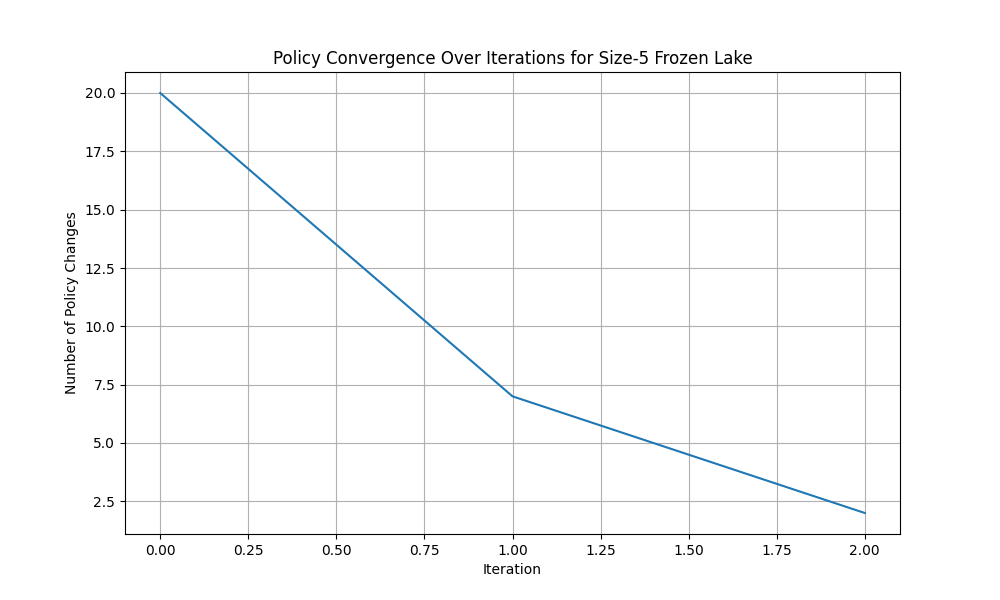 Policy Convergence Over Iterations for Size-5 Frozen Lake
Number of Policy Changes
20.0
17.5
15.0
12.5
10.0
7.5
5.0
2.5
0.00 0.25 0.50 0.75 1.00 1.25 1.50 1.75 2.00
Iteration